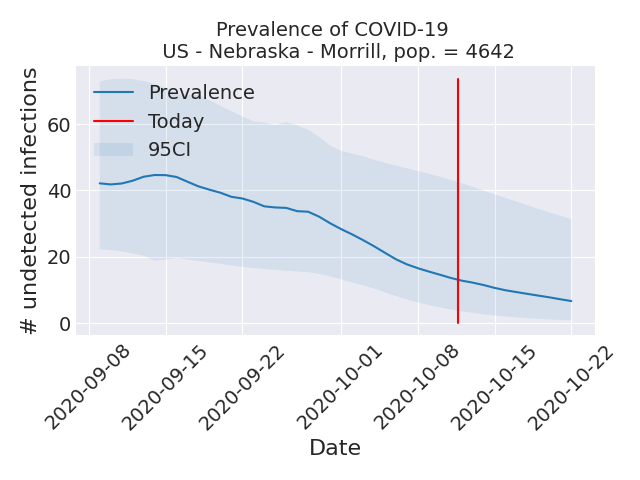 Prevalence of COVID-19
US - Nebraska - Morrill, pop. = 4642
# undetected infections
60
40
20
0
Prevalence
Today
95CI
2020-09-08
2020-09-15
2020-09-22
2020-10-01
2020-10-08
2020-10-15
2020-10-22
Date